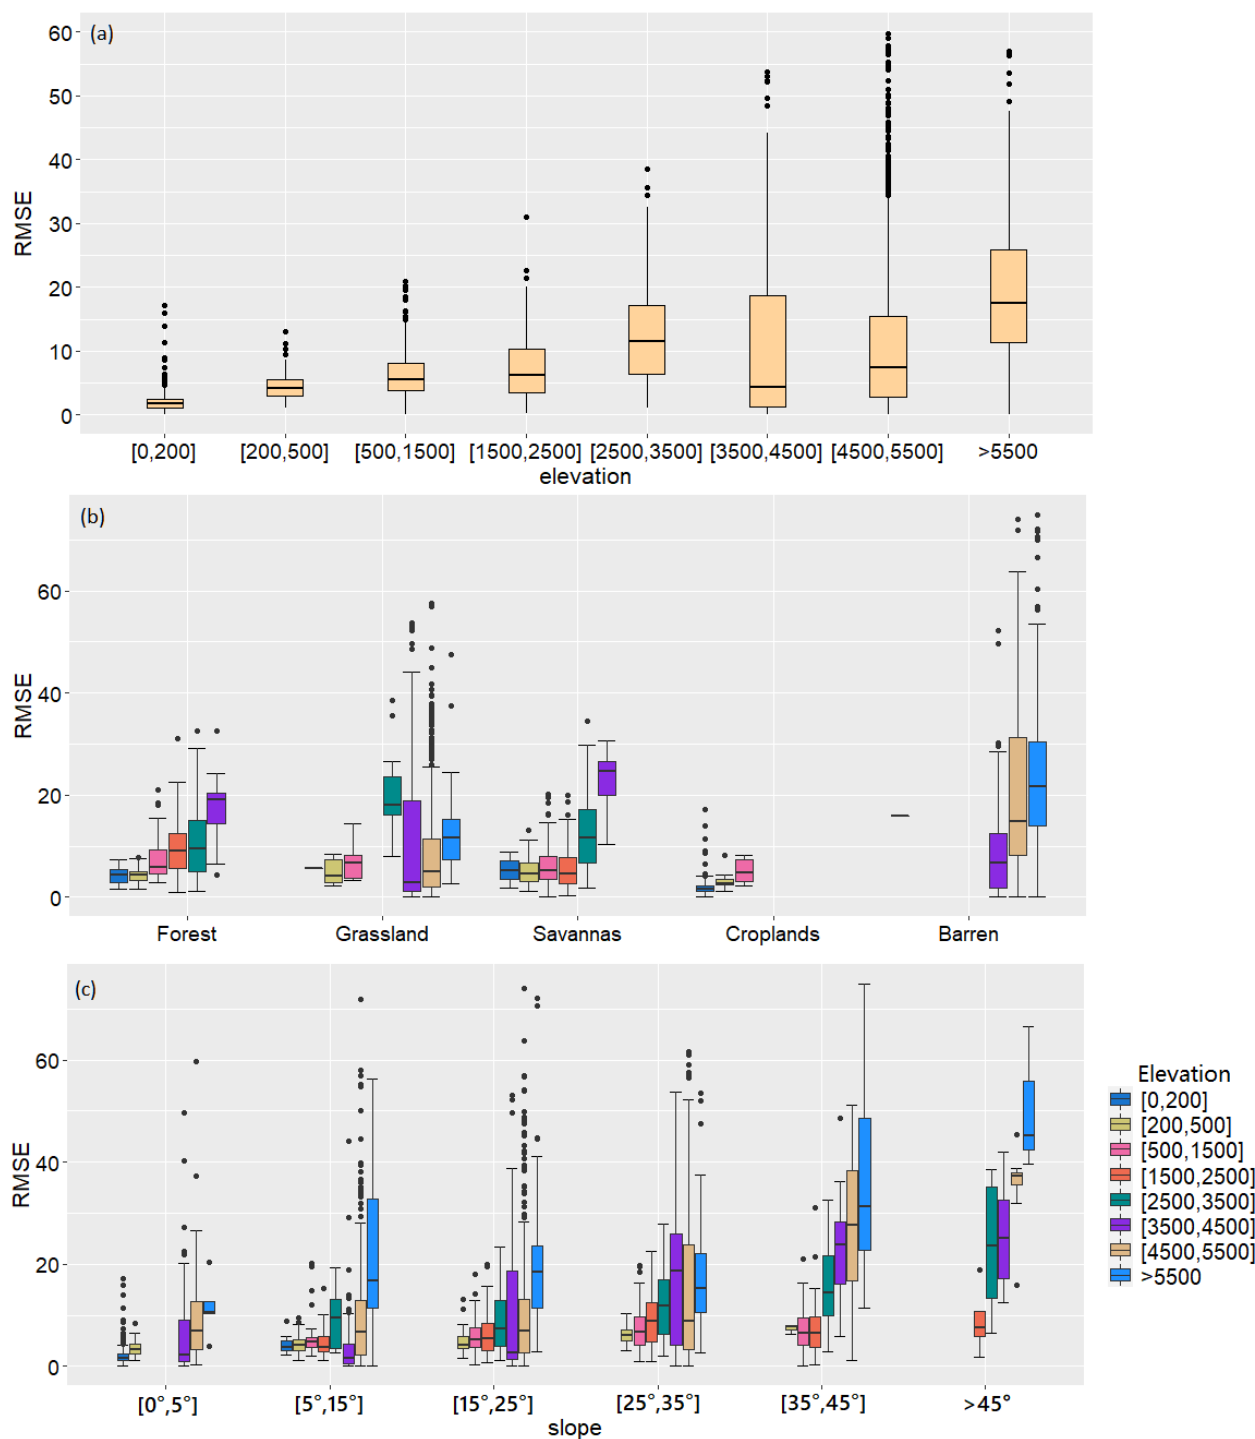 (a)
60
50
40
30
20
10
0
RMSE
[0,200] [200,500] [500,1500] [1500,2500] [2500,3500] [3500,4500] [4500,5500] >5500
elevation
(b)
60
40
20
0
RMSE
Forest Grassland Savannas Croplands Barren
(c)
60
40
20
0
RMSE
[0°,5°] [5°,15°] [15°,25°] [25°,35°] [35°,45°] >45°
slope
Elevation
[0,200]
[200,500]
[500,1500]
[1500,2500]
[2500,3500]
[3500,4500]
[4500,5500]
>5500